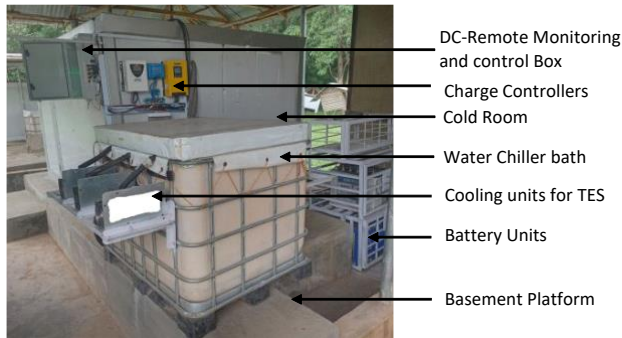 DC-Remote Monitoring
and control Box
Charge Controllers
Cold Room
Water Chiller bath
Cooling units for TES
Battery Units
Basement Platform